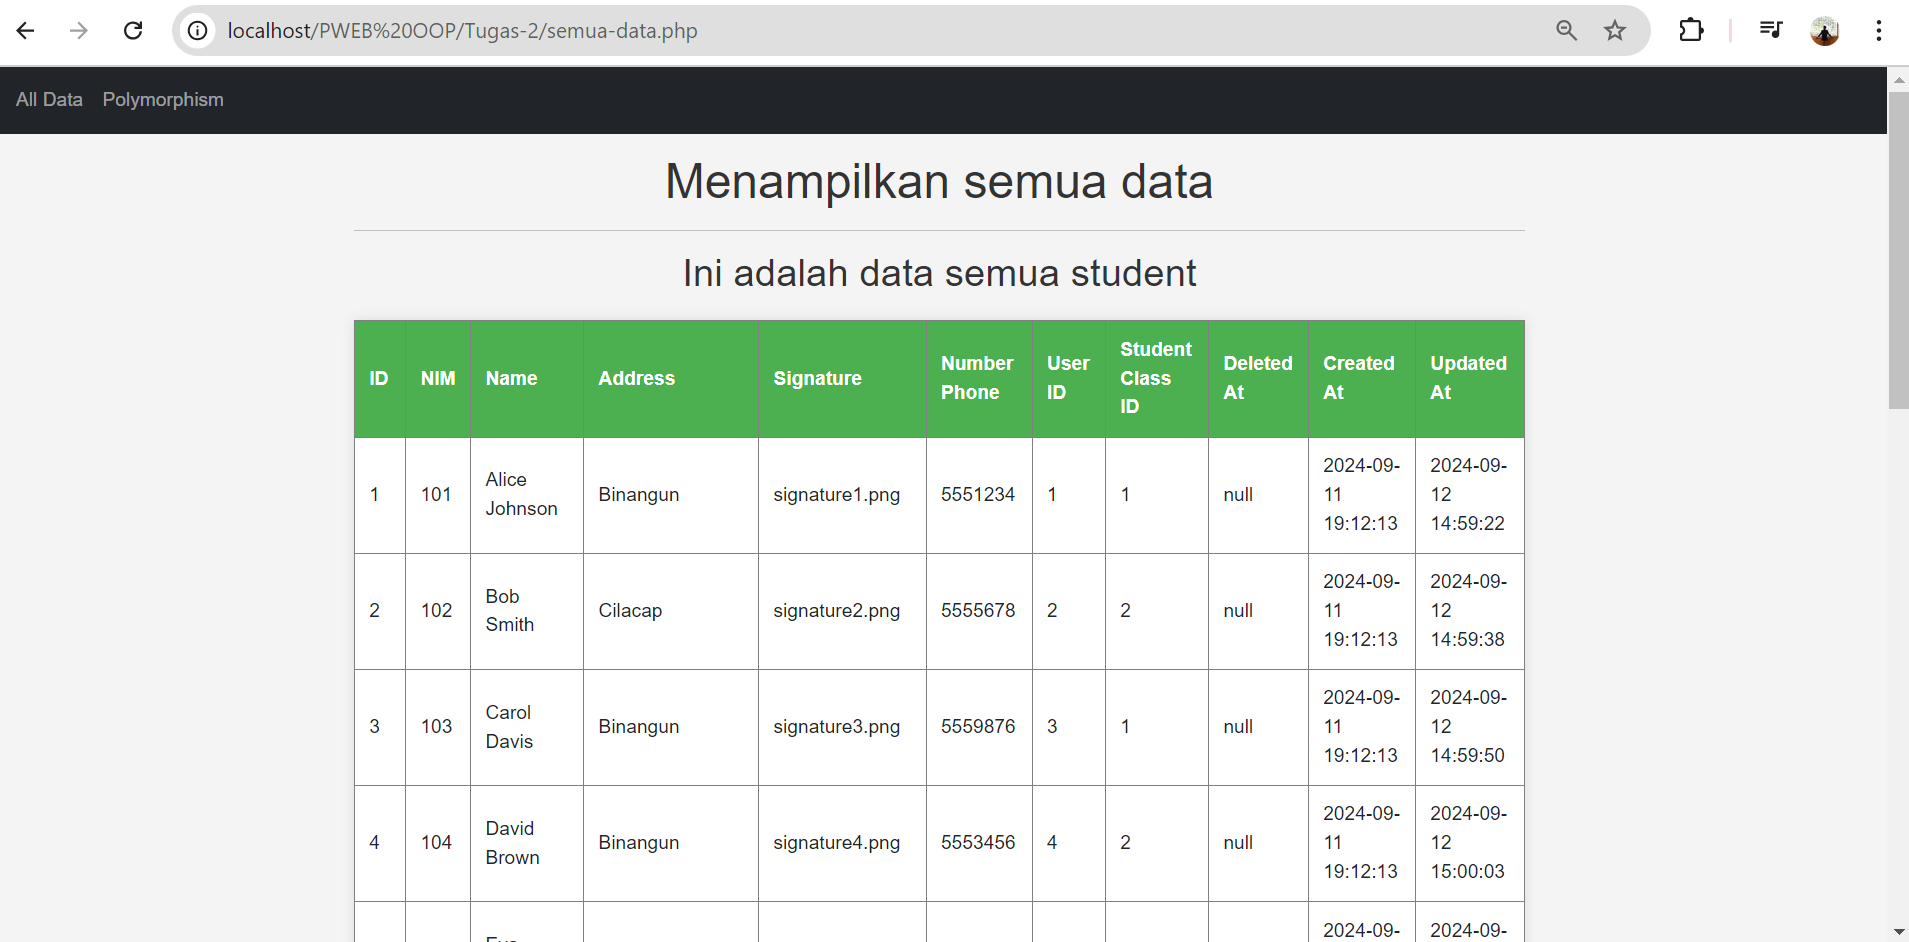 localhost/PWEB%20OOP/Tugas-2/semua-data.php
All Data Polymorphism
Menampilkan semua data
Ini adalah data semua student
ID NIM Name Address Signature Number Phone User ID Student Class ID Deleted At Created At Updated At
1 101 Alice Johnson Binangun signature1.png 5551234 1 1 null 2024-09-11 19:12:13 2024-09-12 14:59:22
2 102 Bob Smith Cilacap signature2.png 5555678 2 2 null 2024-09-11 19:12:13 2024-09-12 14:59:38
3 103 Carol Davis Binangun signature3.png 5559876 3 1 null 2024-09-11 19:12:13 2024-09-12 14:59:50
4 104 David Brown Binangun signature4.png 5553456 4 2 null 2024-09-11 19:12:13 2024-09-12 15:00:03
2024-09- 2024-09-